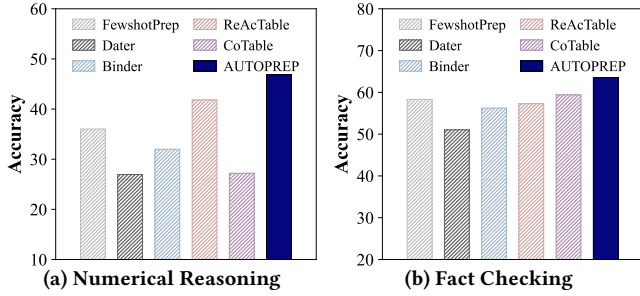 60
50
40
30
20
10
Accuracy
FewshotPrep
Dater
Binder
ReAcTable
CoTable
AUTOPREP
(a) Numerical Reasoning
80
70
60
50
40
30
20
Accuracy
FewshotPrep
Dater
Binder
ReAcTable
CoTable
AUTOPREP
(b) Fact Checking